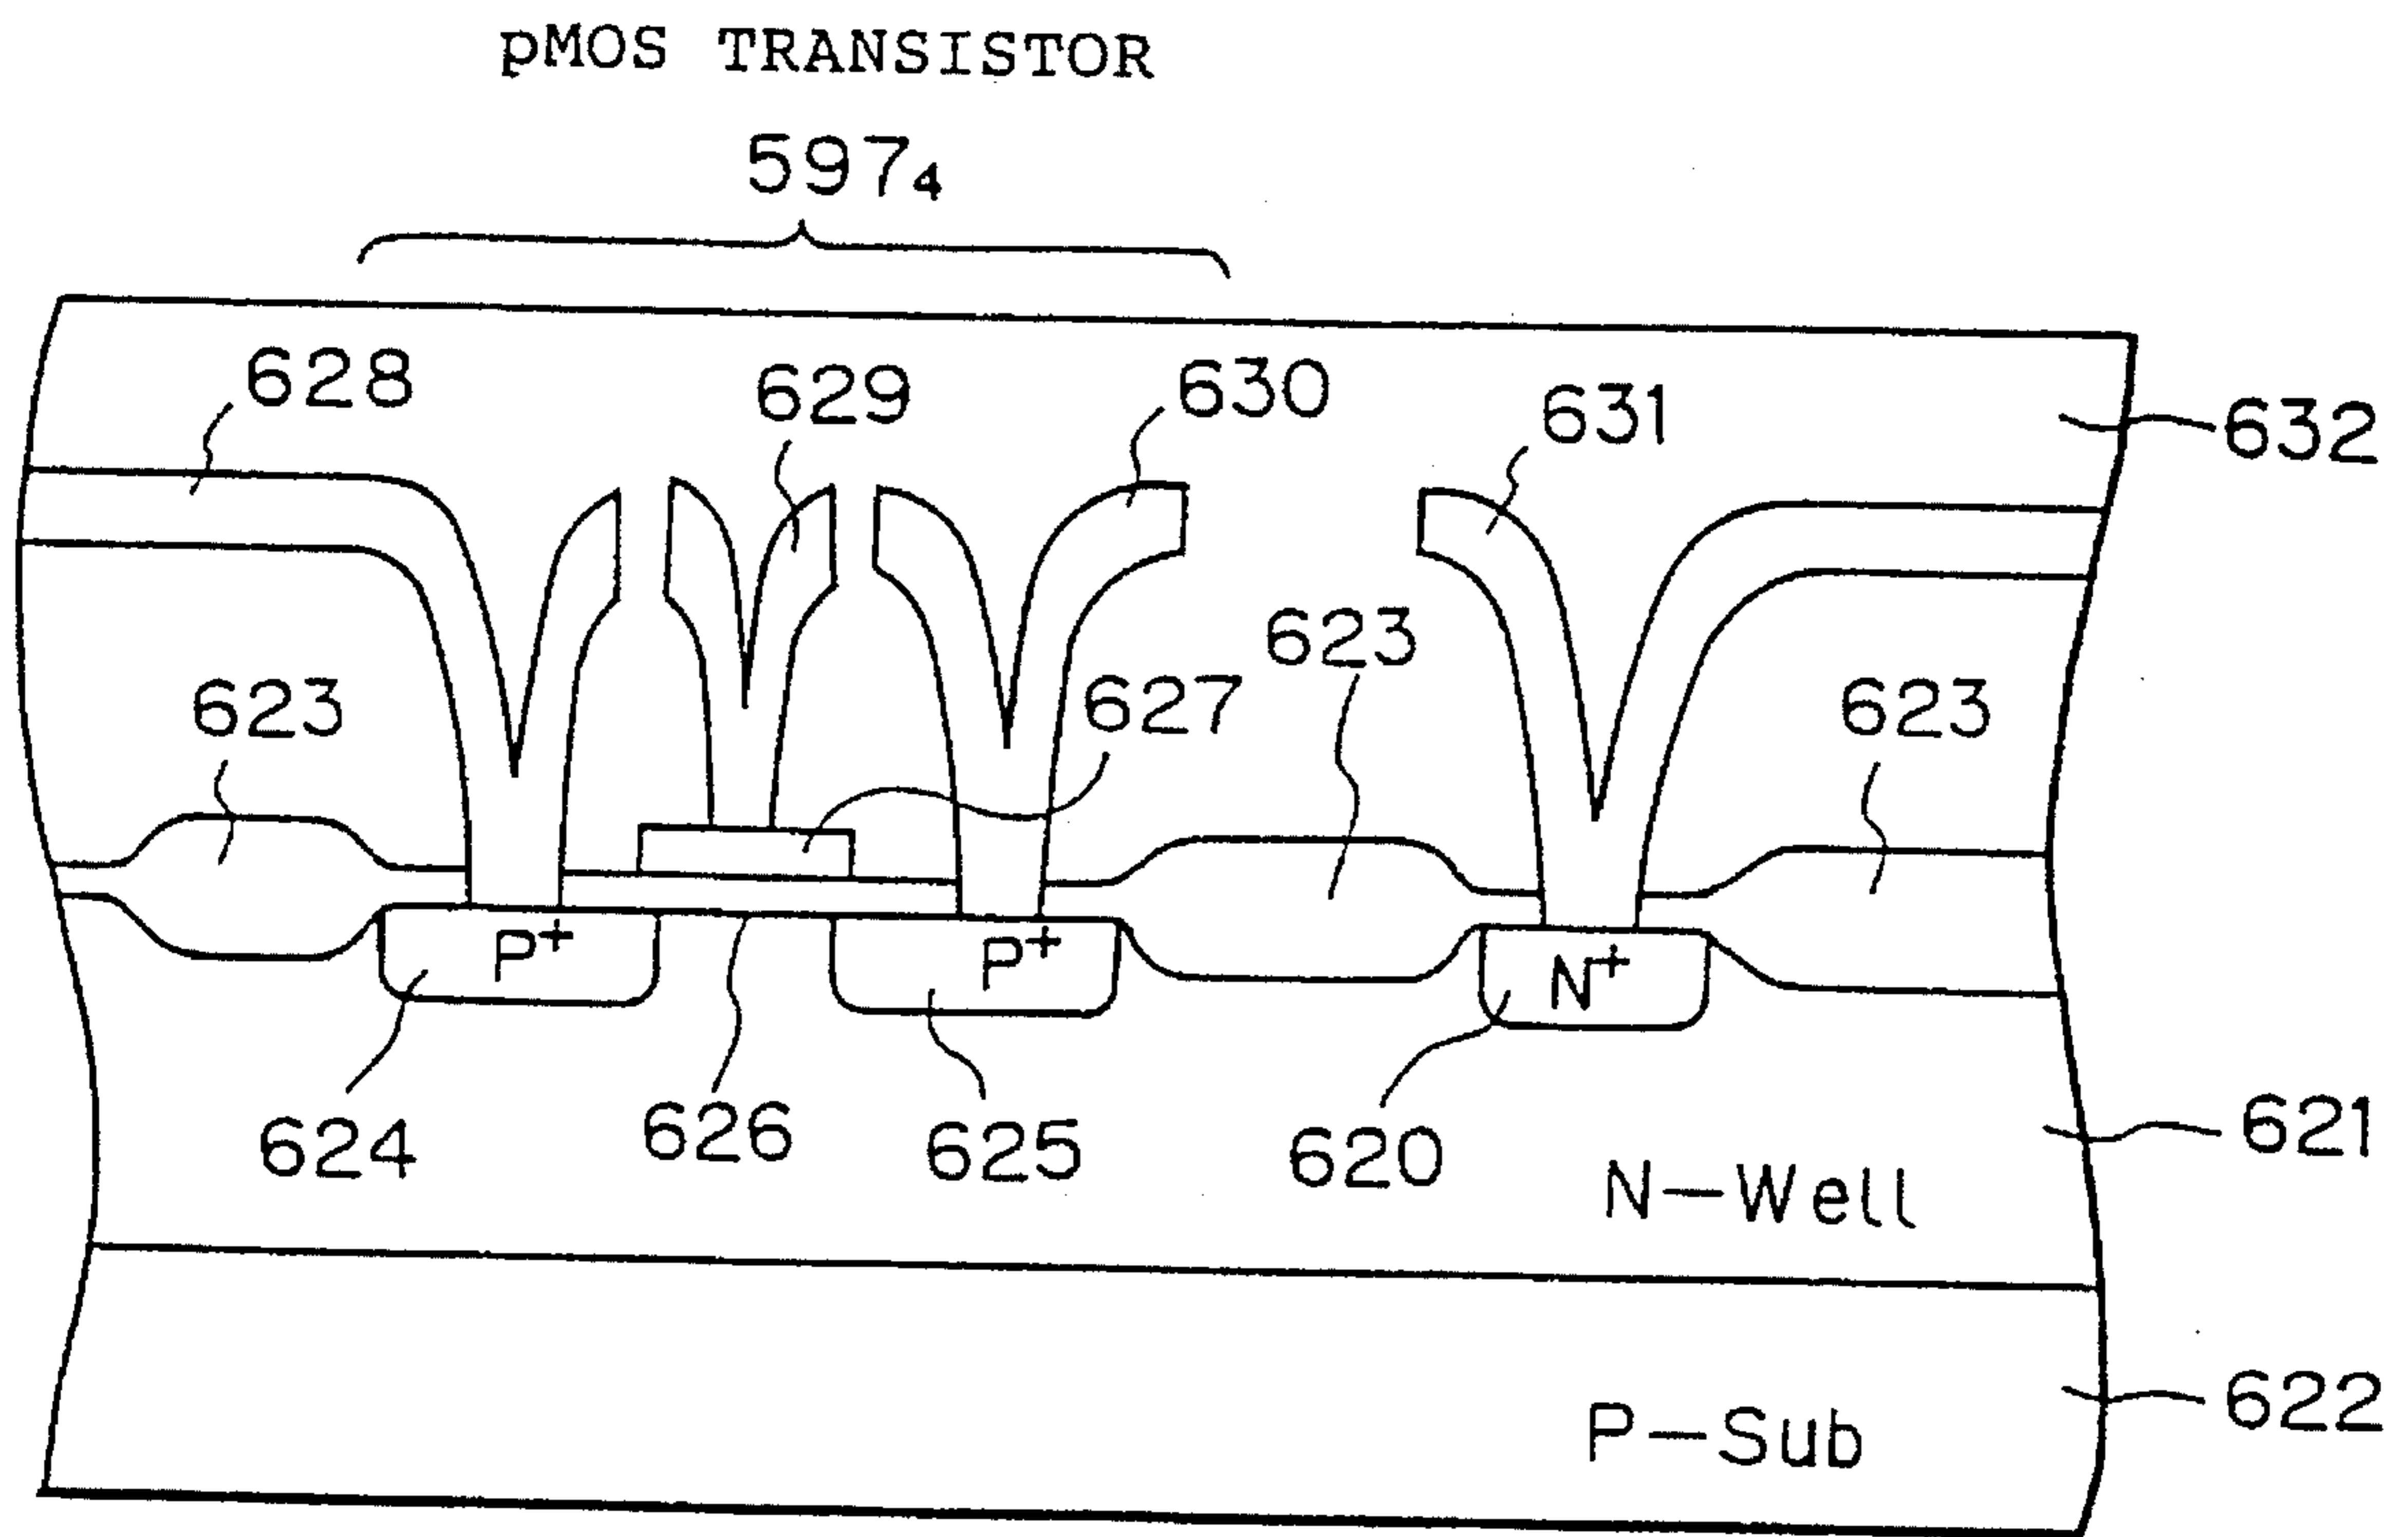 pMOS TRANSISTOR
597₄
628
629
630
631
632
623
627
623
623
P⁺
P⁺
N⁺
624
626
625
620
621
N-Well
622
P-Sub